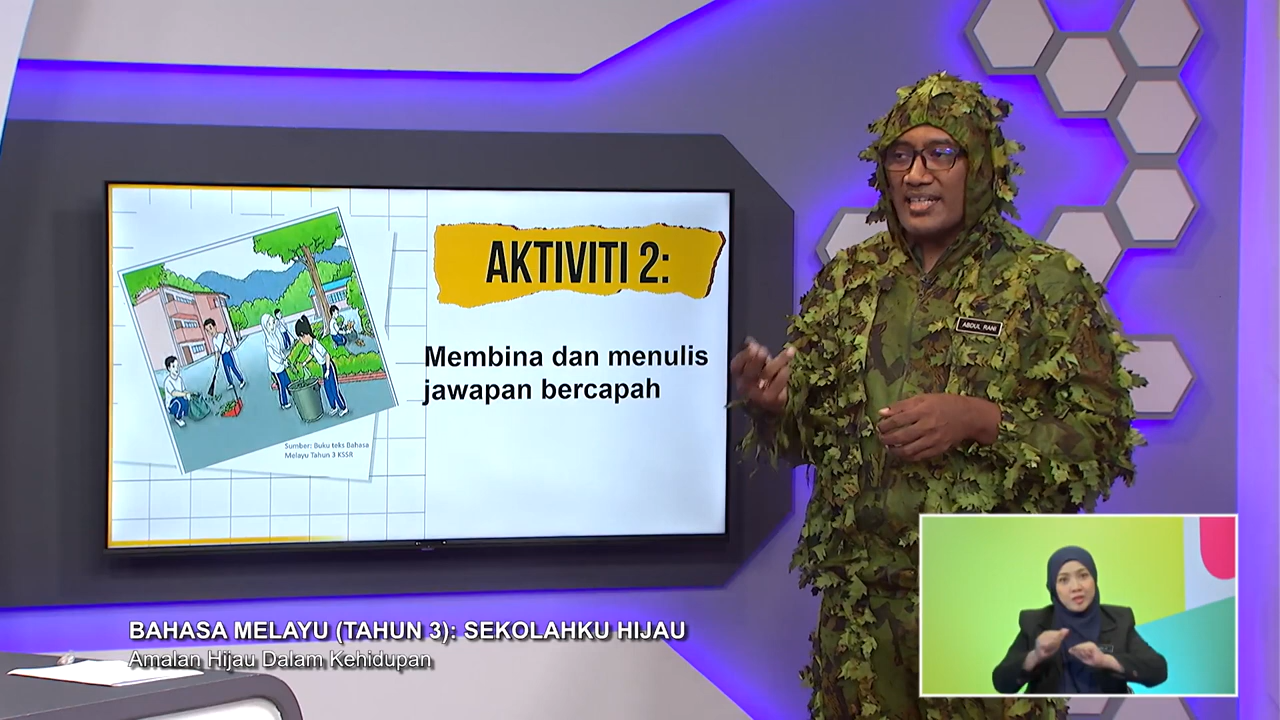 AKTIVITI 2:
Membina dan menulis
jawapan bercapah
Sumber: Buku teks Bahasa
Melayu Tahun 3 KSSR
ABDUL RANI
BAHASA MELAYU (TAHUN 3): SEKOLAHKU HIJAU
Amalan Hijau Dalam Kehidupan